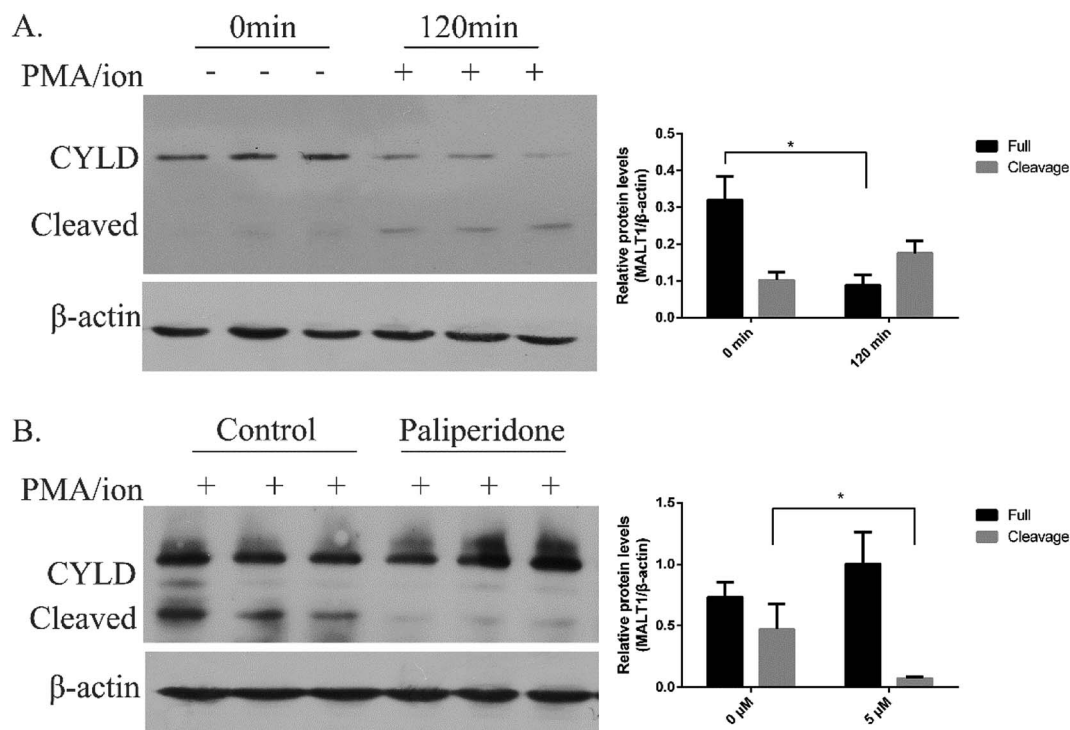 A.
0min 120min
PMA/ion - - - + + +
CYLD
Cleaved
β-actin
Relative protein levels
(MALT1/β-actin)
0.5
0.4
0.3
0.2
0.1
0.0
*
0 min 120 min
Full
Cleavage
B.
Control Paliperidone
PMA/ion + + + + + +
CYLD
Cleaved
β-actin
Relative protein levels
(MALT1/β-actin)
1.5
1.0
0.5
0.0
*
0 μM 5 μM
Full
Cleavage